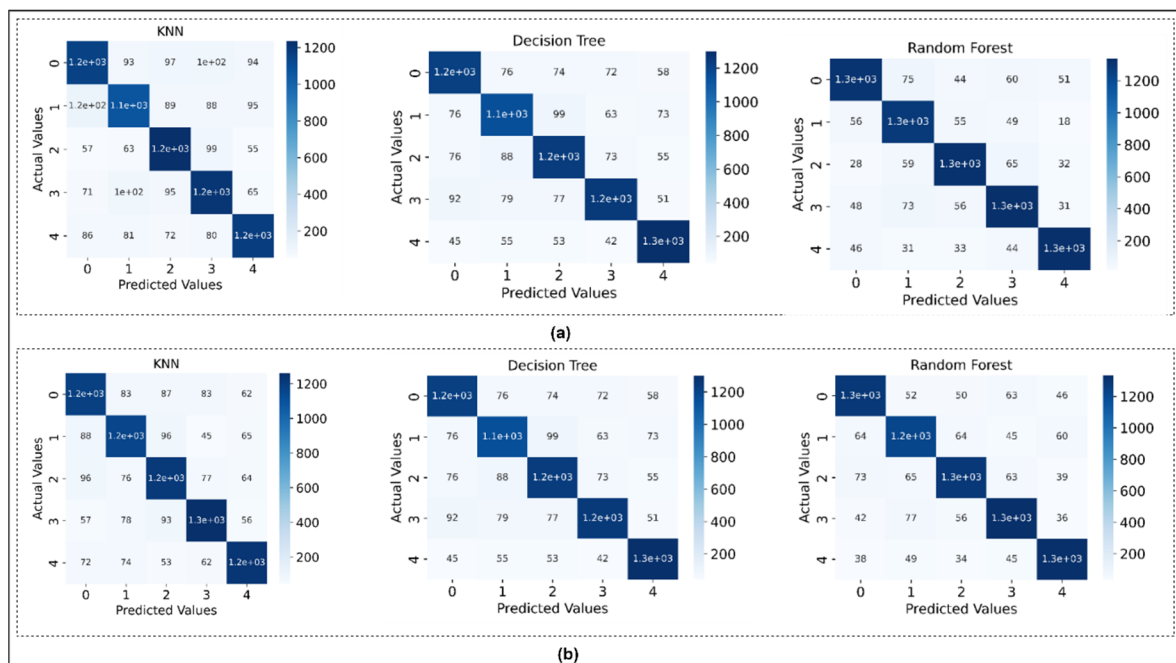 KNN
Decision Tree
Random Forest
Actual Values
0 1.2e+03 93 97 1e+02 94
1 1.2e+02 1.1e+03 89 88 95
2 57 63 1.2e+03 99 55
3 71 1e+02 95 1.2e+03 65
4 86 81 72 80 1.2e+03
0 1 2 3 4
Predicted Values
1200
1000
800
600
400
200
Actual Values
0 1.2e+03 76 74 72 58
1 76 1.1e+03 99 63 73
2 76 88 1.2e+03 73 55
3 92 79 77 1.2e+03 51
4 45 55 53 42 1.3e+03
0 1 2 3 4
Predicted Values
1200
1000
800
600
400
200
Actual Values
0 1.3e+03 75 44 60 51
1 56 1.3e+03 55 49 18
2 28 59 1.3e+03 65 32
3 48 73 56 1.3e+03 31
4 46 31 33 44 1.3e+03
0 1 2 3 4
Predicted Values
1200
1000
800
600
400
200
(a)
KNN
Decision Tree
Random Forest
Actual Values
0 1.2e+03 83 87 83 62
1 88 1.2e+03 96 45 65
2 96 76 1.2e+03 77 64
3 57 78 93 1.3e+03 56
4 72 74 53 62 1.2e+03
0 1 2 3 4
Predicted Values
1200
1000
800
600
400
200
Actual Values
0 1.2e+03 76 74 72 58
1 76 1.1e+03 99 63 73
2 76 88 1.2e+03 73 55
3 92 79 77 1.2e+03 51
4 45 55 53 42 1.3e+03
0 1 2 3 4
Predicted Values
1200
1000
800
600
400
200
Actual Values
0 1.3e+03 52 50 63 46
1 64 1.2e+03 64 45 60
2 73 65 1.3e+03 63 39
3 42 77 56 1.3e+03 36
4 38 49 34 45 1.3e+03
0 1 2 3 4
Predicted Values
1200
1000
800
600
400
200
(b)